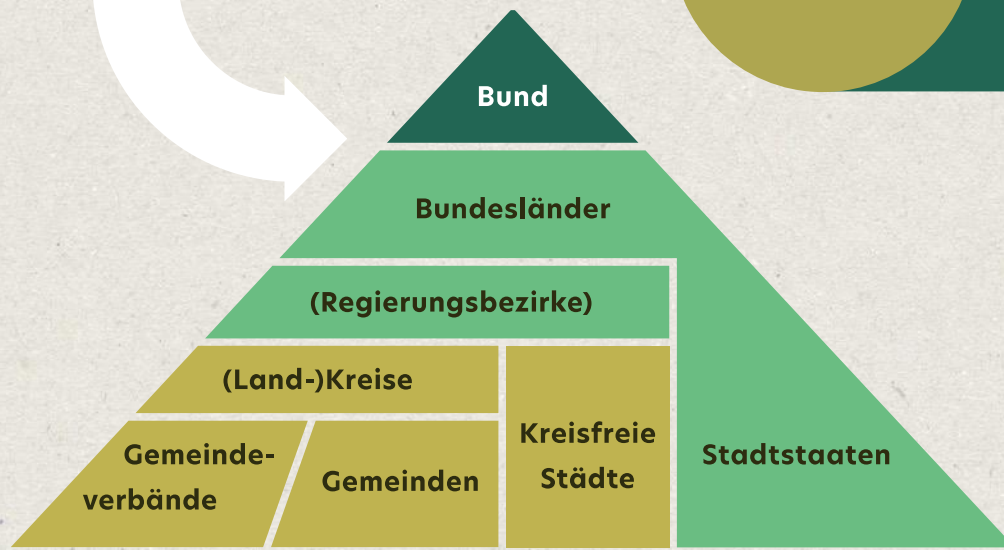 Bund
Bundesländer
(Regierungsbezirke)
(Land-)Kreise
Gemeinde-
verbände
Gemeinden
Kreisfreie
Städte
Stadtstaaten